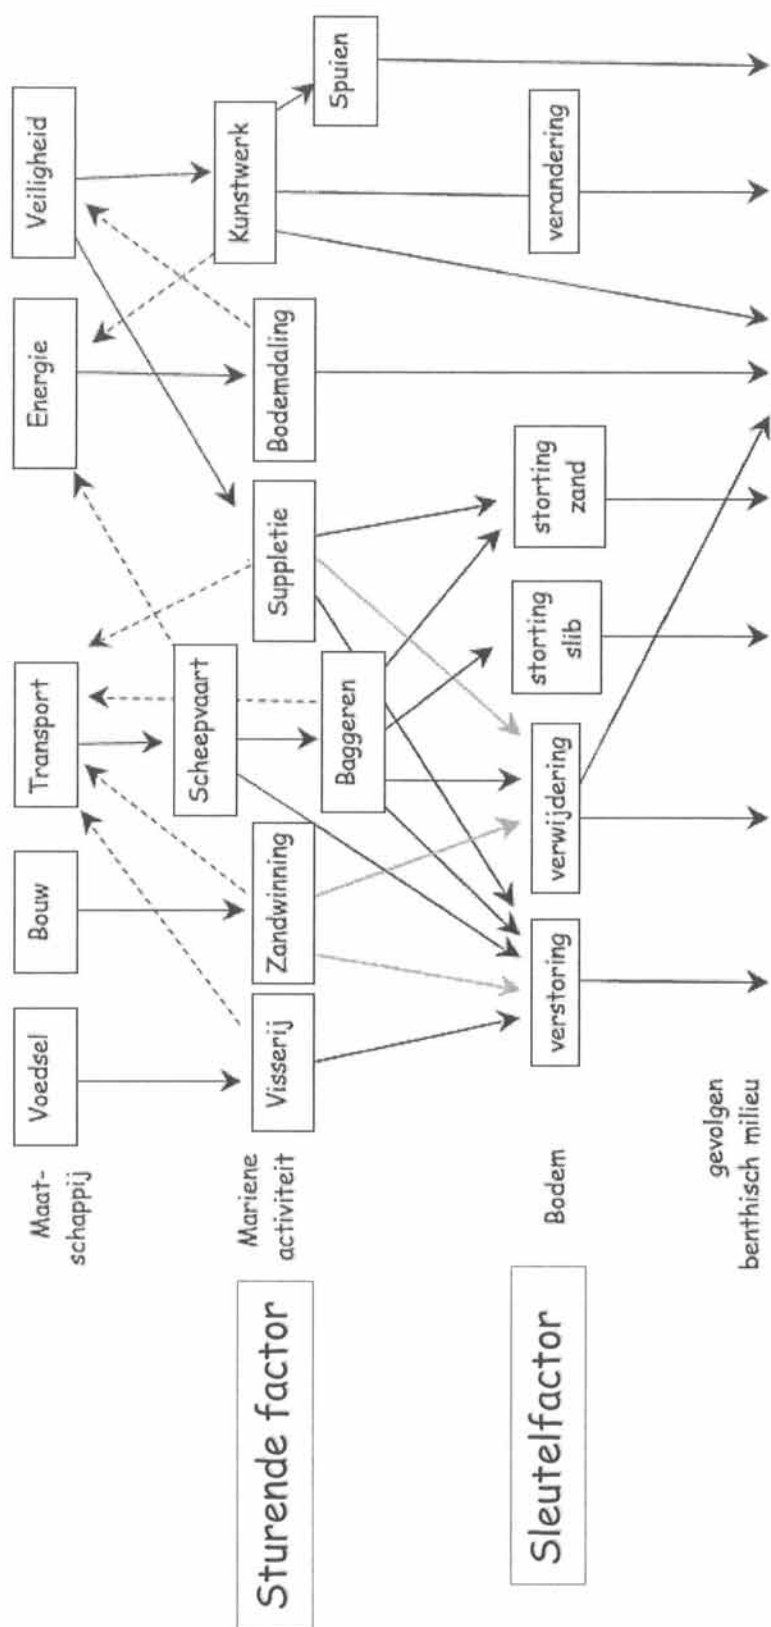 Maat-
schappij
Voedsel
Bouw
Transport
Energie
Veiligheid
Sturende factor
Mariene
activiteit
Visserij
Zandwinning
Scheepvaart
Baggeren
Suppletie
Bodemdaling
Kunstwerk
Spuien
Sleutelfactor
Bodem
verstoring
verwijdering
storting
slib
storting
zand
verandering
gevolgen
benthisch milieu